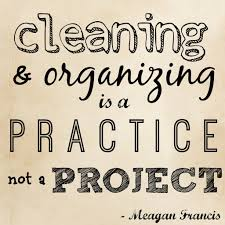 cleaning
& organizing
is a
PRACTICE
not a PROJECT
- Meagan Francis